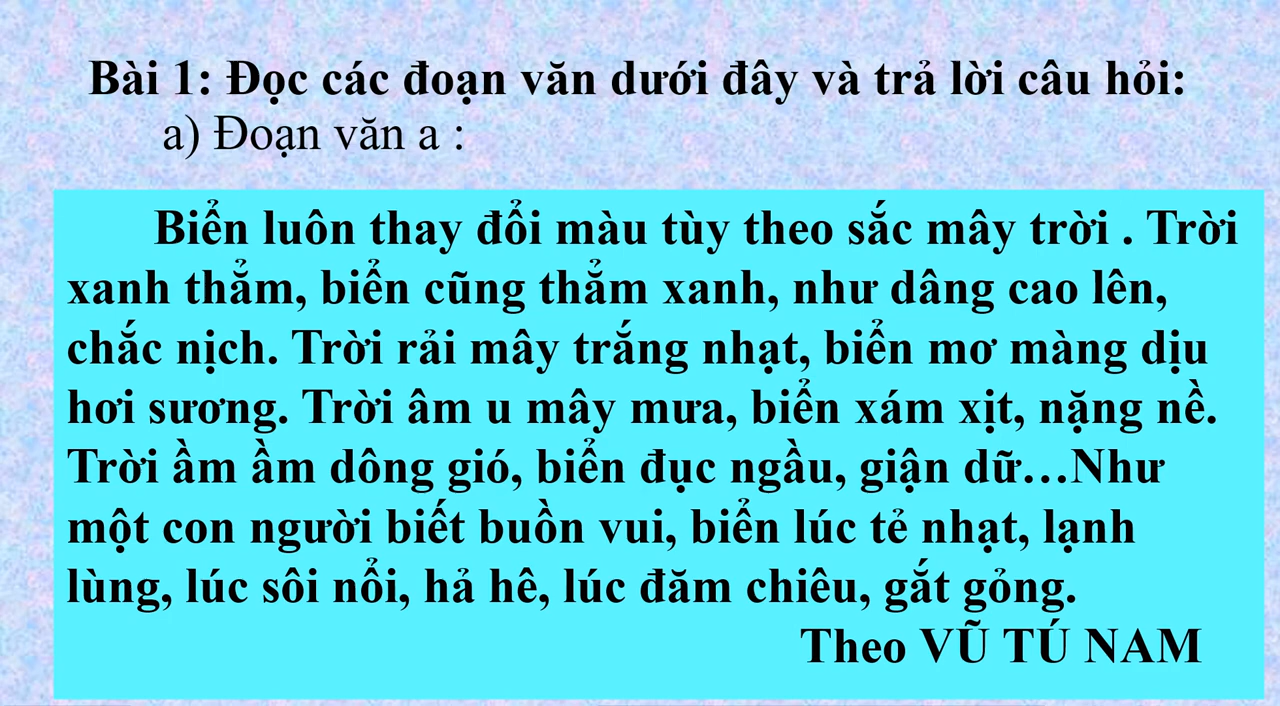 Bài 1: Đọc các đoạn văn dưới đây và trả lời câu hỏi:
a) Đoạn văn a :
Biển luôn thay đổi màu tùy theo sắc mây trời . Trời
xanh thẳm, biển cũng thẳm xanh, như dâng cao lên,
chắc nịch. Trời rải mây trắng nhạt, biển mơ màng dịu
hơi sương. Trời âm u mây mưa, biển xám xịt, nặng nề.
Trời ầm ầm dông gió, biển đục ngầu, giận dữ…Như
một con người biết buồn vui, biển lúc tẻ nhạt, lạnh
lùng, lúc sôi nổi, hả hê, lúc đăm chiêu, gắt gỏng.
Theo VŨ TÚ NAM